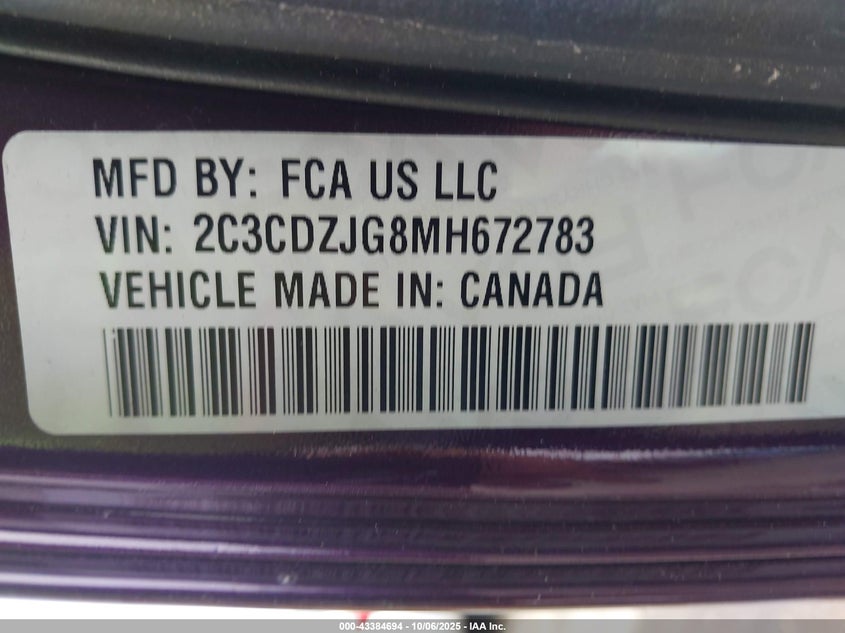 MFD BY: FCA US LLC
VIN: 2C3CDZJG8MH672783
VEHICLE MADE IN: CANADA
000-43384694 | 10/06/2025 - IAA Inc.